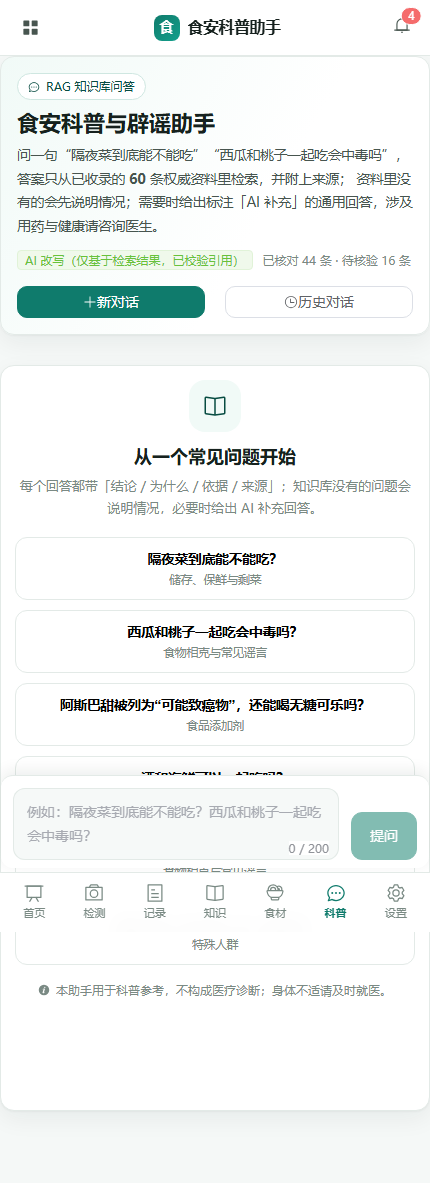 食 食安科普助手
4
RAG 知识库问答
食安科普与辟谣助手
问一句“隔夜菜到底能不能吃”“西瓜和桃子一起吃会中毒吗”，
答案只从已收录的 60 条权威资料里检索，并附上来源； 资料里没
有的会先说明情况；需要时给出标注「AI 补充」的通用回答，涉及
用药与健康请咨询医生。
AI 改写（仅基于检索结果，已校验引用） 已核对 44 条 · 待核验 16 条
+新对话
历史对话
从一个常见问题开始
每个回答都带「结论 / 为什么 / 依据 / 来源」；知识库没有的问题会
说明情况，必要时给出 AI 补充回答。
隔夜菜到底能不能吃？
储存、保鲜与剩菜
西瓜和桃子一起吃会中毒吗？
食物相克与常见谣言
阿斯巴甜被列为“可能致癌物”，还能喝无糖可乐吗？
食品添加剂
例如：隔夜菜到底能不能吃？西瓜和桃子一起吃
会中毒吗？
0 / 200
提问
首页 检测 记录 知识 食材 科普 设置
特殊人群
本助手用于科普参考，不构成医疗诊断；身体不适请及时就医。